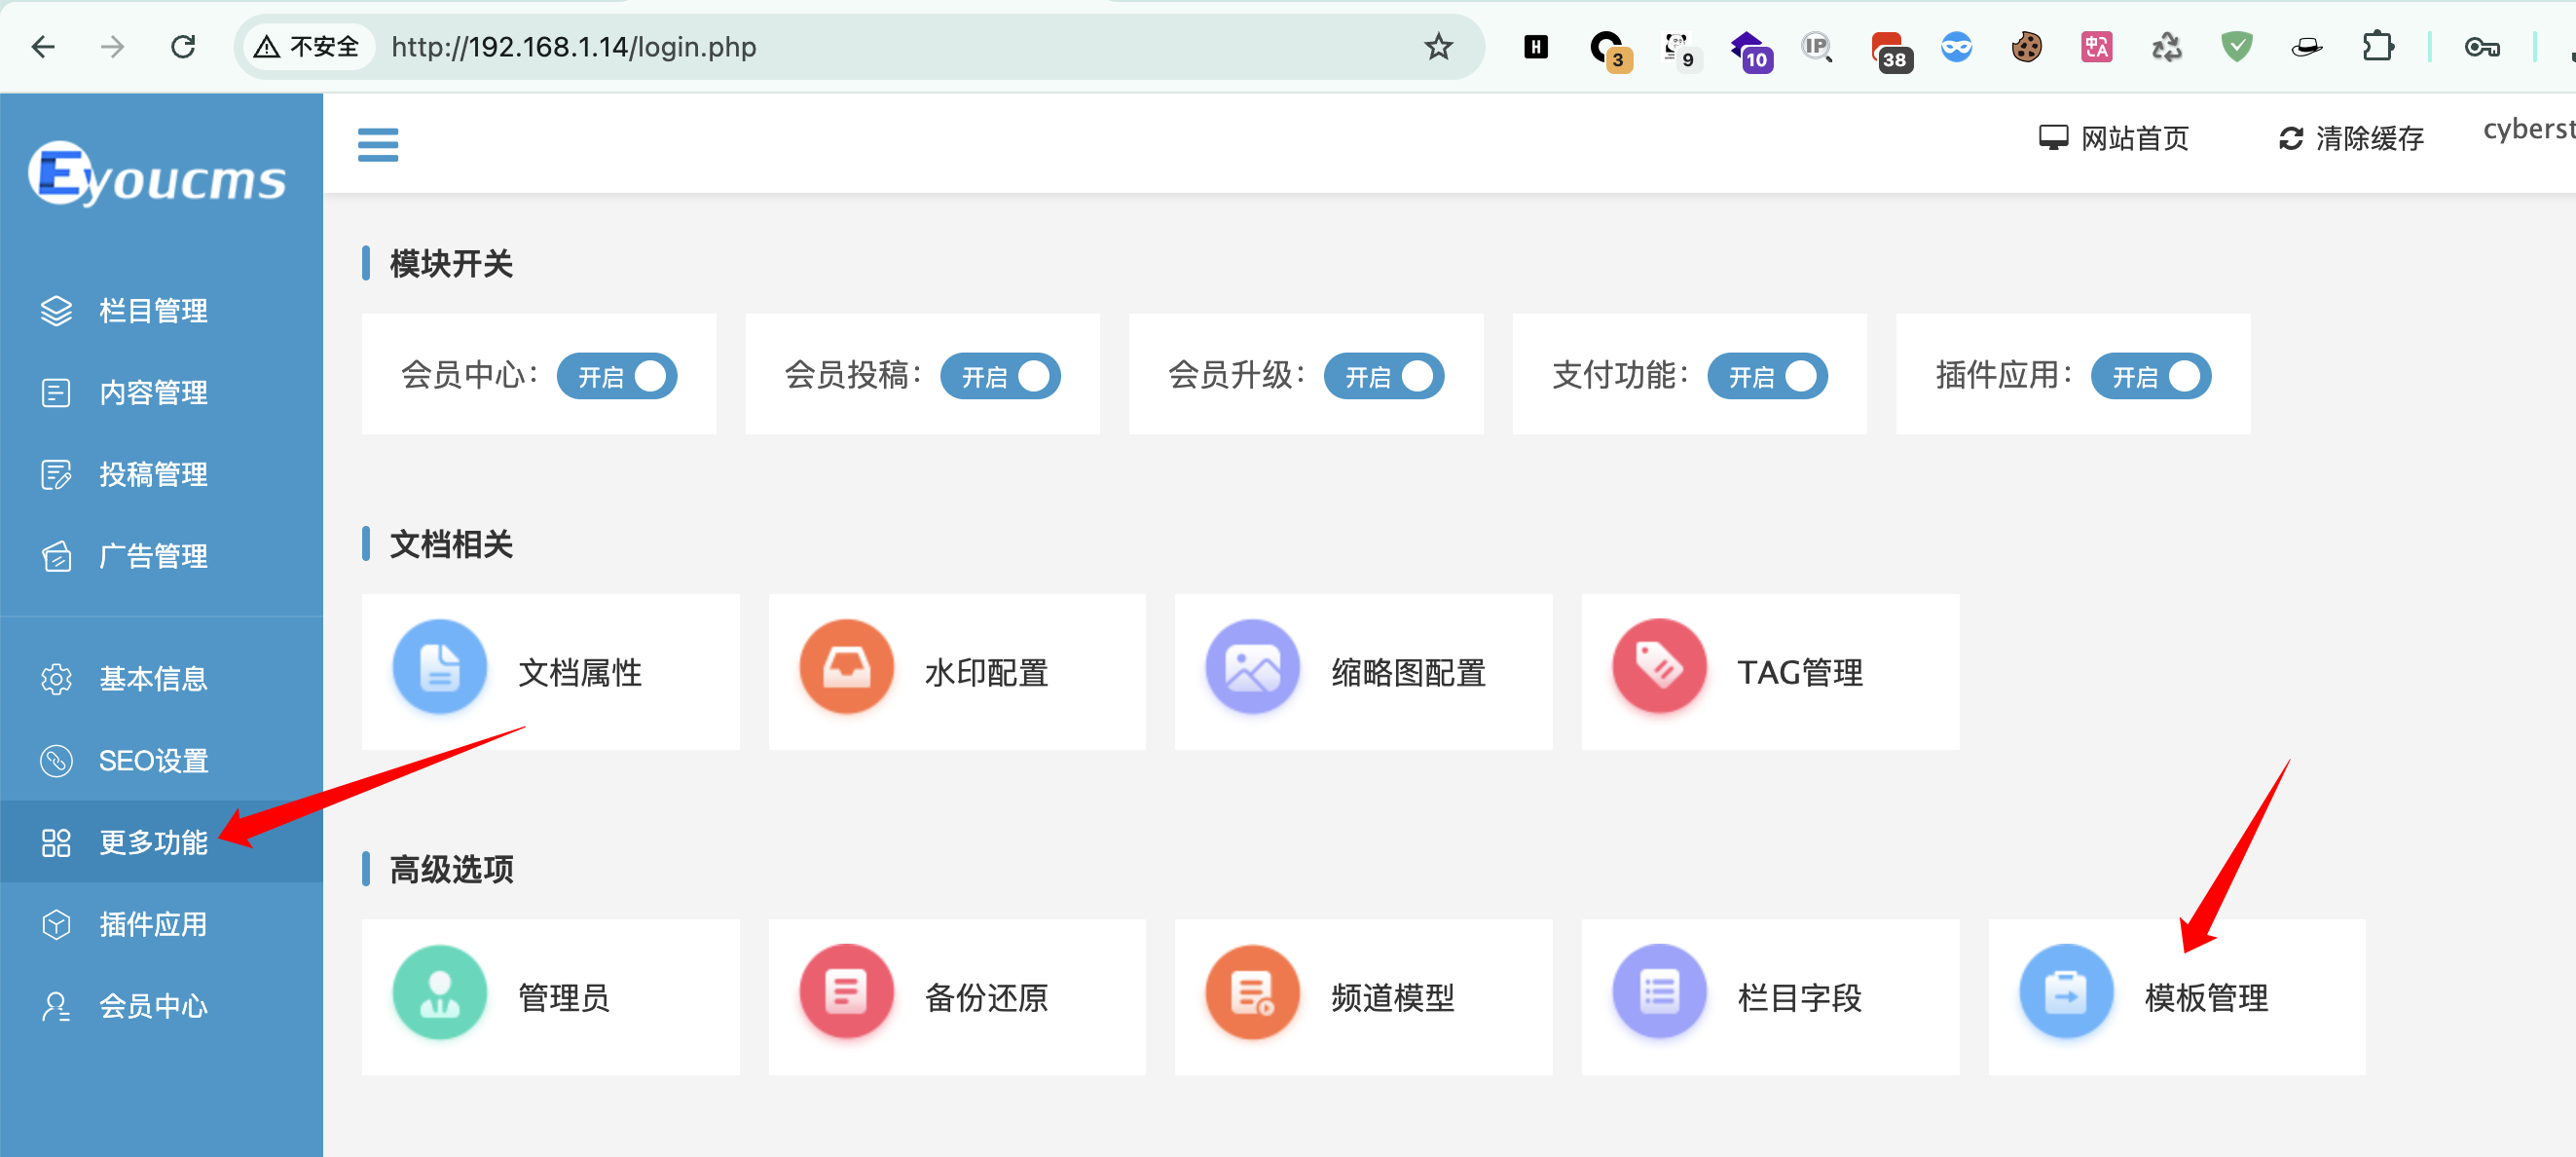 不安全 http://192.168.1.14/login.php
H 3 9 10 IP 38 中 A
Eyoucms
网站首页 清除缓存
栏目管理
内容管理
投稿管理
广告管理
基本信息
SEO设置
更多功能
插件应用
会员中心
模块开关
会员中心: 开启 会员投稿: 开启 会员升级: 开启 支付功能: 开启 插件应用: 开启
文档相关
文档属性 水印配置 缩略图配置 TAG管理
高级选项
管理员 备份还原 频道模型 栏目字段 模板管理